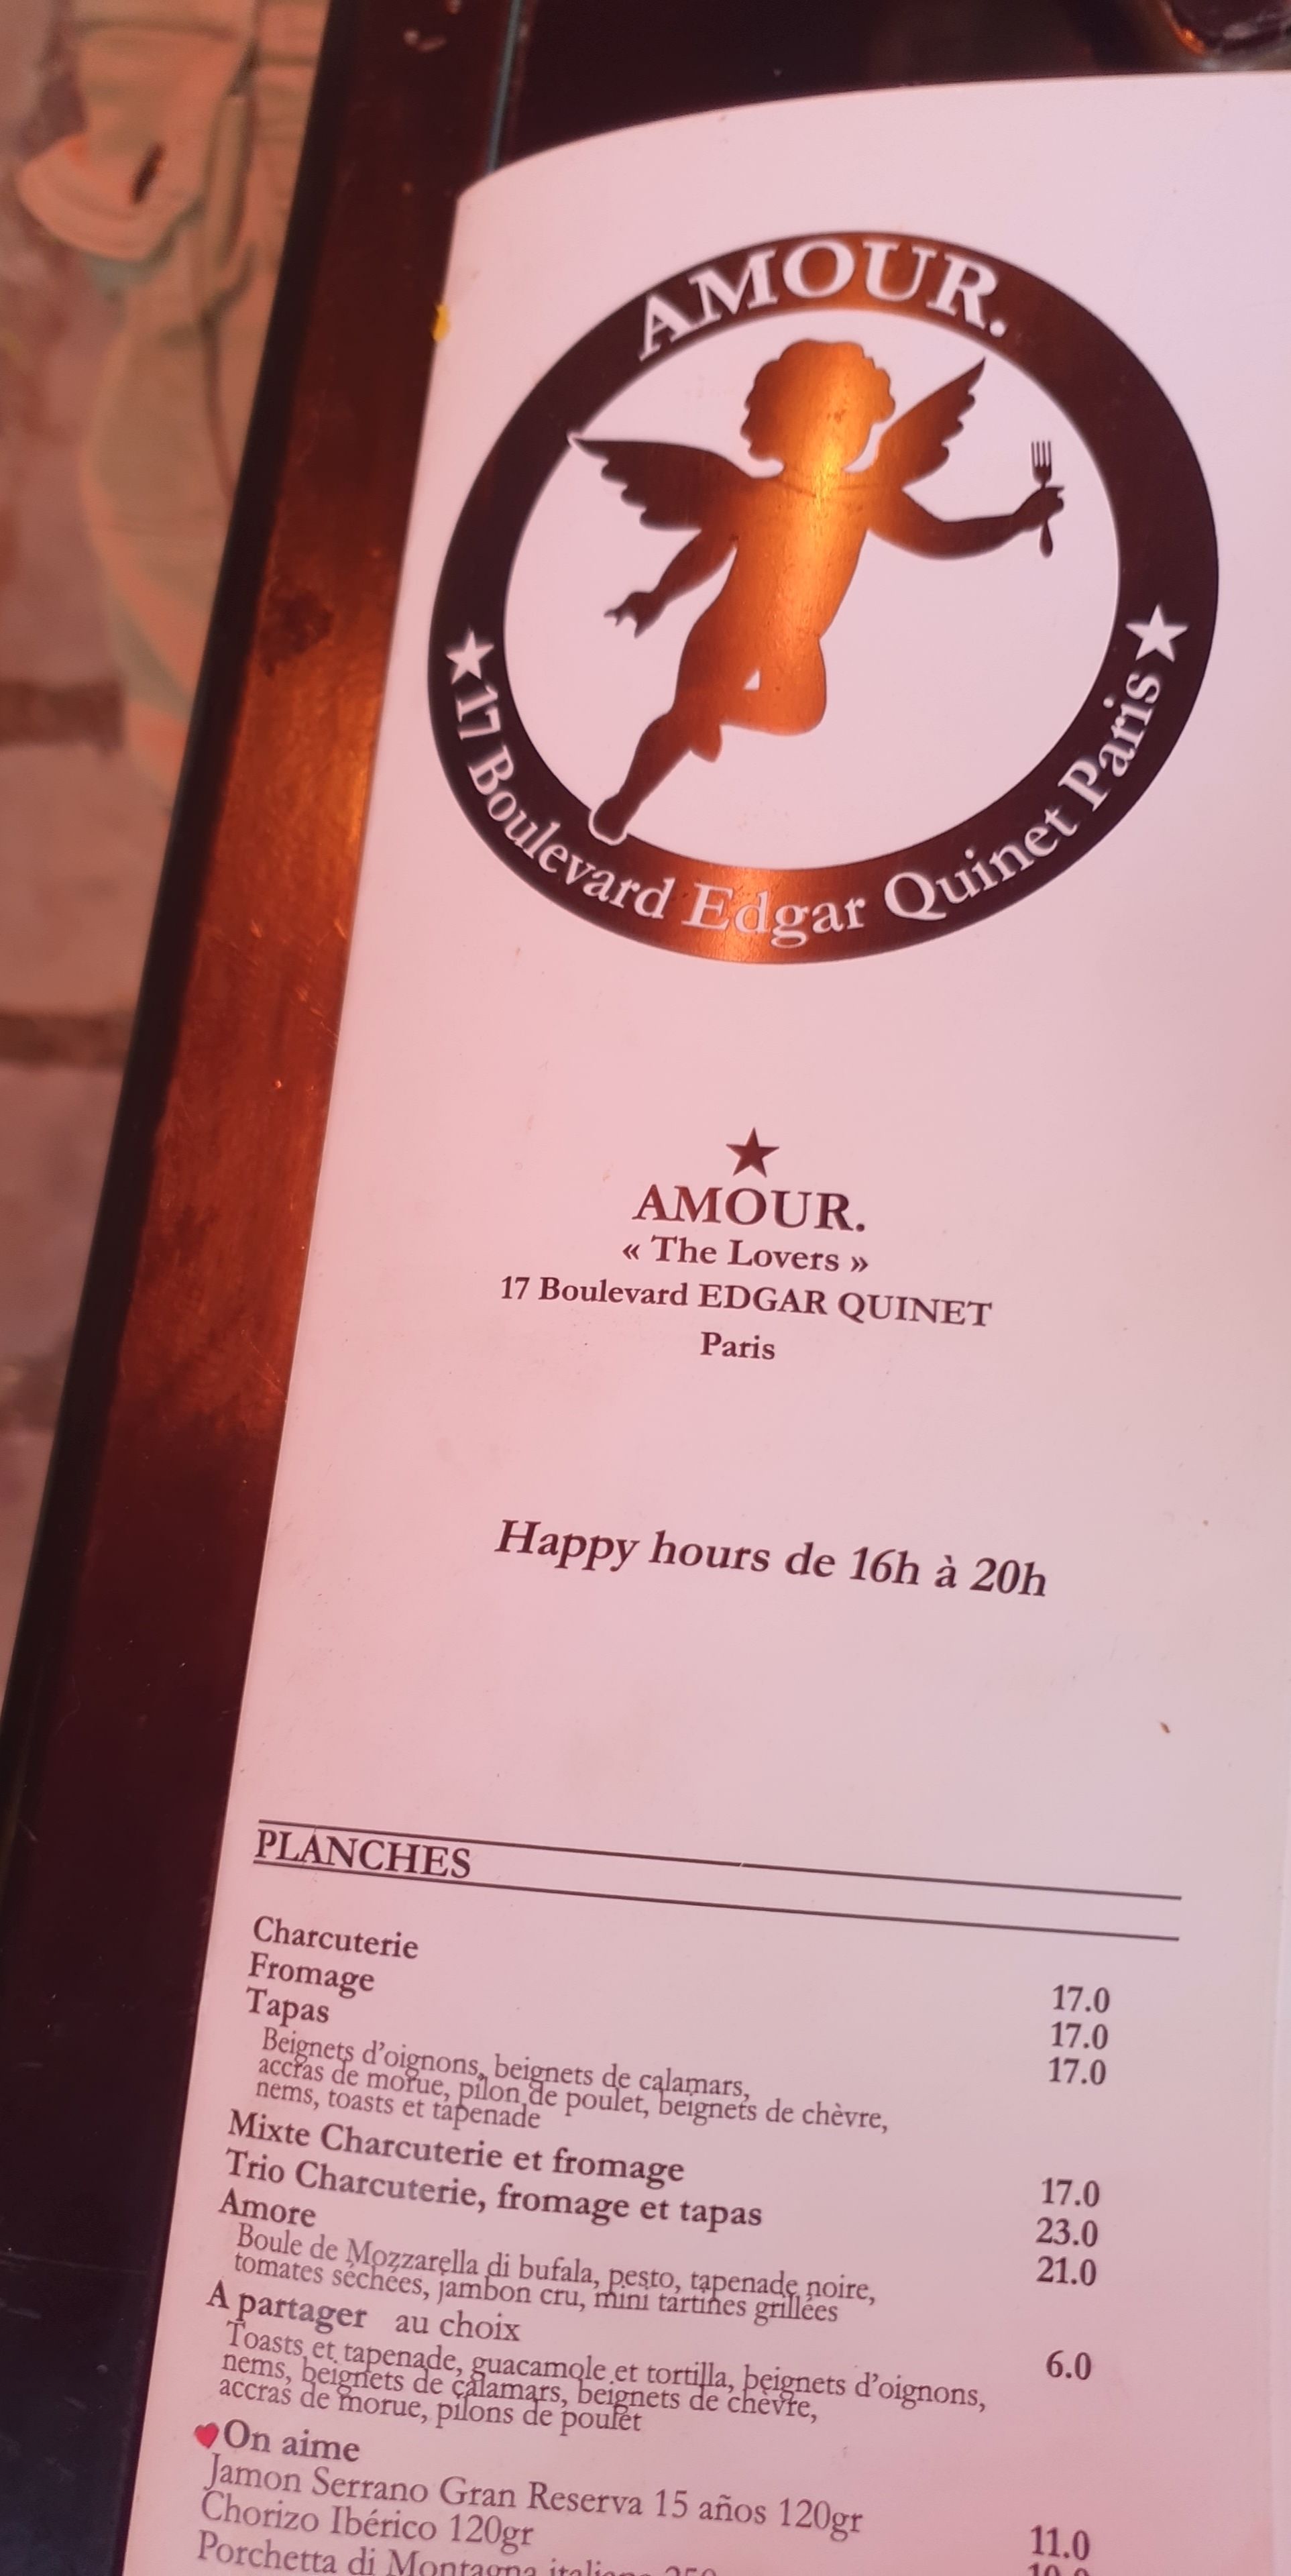 AMOUR.
★ 17 Boulevard Edgar Quinet Paris ★
★
AMOUR.
« The Lovers »
17 Boulevard EDGAR QUINET
Paris
Happy hours de 16h à 20h
PLANCHES
Charcuterie 17.0
Fromage 17.0
Tapas 17.0
Beignets d'oignons, beignets de calamars,
accras de morue, pilon de poulet, beignets de chèvre,
nems, toasts et tapenade
Mixte Charcuterie et fromage 17.0
Trio Charcuterie, fromage et tapas 23.0
Amore 21.0
Boule de Mozzarella di bufala, pesto, tapenade noire,
tomates séchées, jambon cru, mini tartines grillées
A partager au choix 6.0
Toasts et tapenade, guacamole et tortilla, beignets d'oignons,
nems, beignets de calamars, beignets de chèvre,
accras de morue, pilons de poulet
On aime
Jamon Serrano Gran Reserva 15 años 120gr 11.0
Chorizo Ibérico 120gr
Porchetta di Montagna